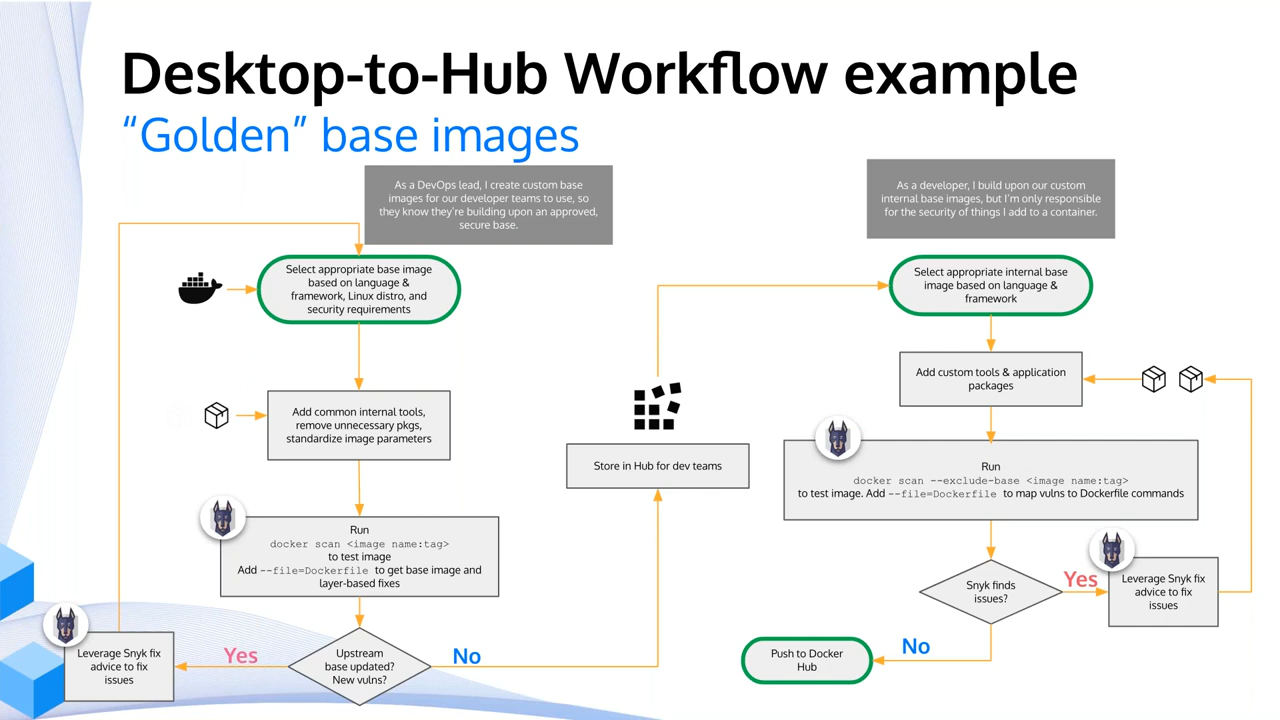 Desktop-to-Hub Workflow example
“Golden” base images
As a DevOps lead, I create custom base
images for our developer teams to use, so
they know they’re building upon an approved,
secure base.
Select appropriate base image
based on language &
framework, Linux distro, and
security requirements
Add common internal tools,
remove unnecessary pkgs,
standardize image parameters
Run
docker scan <image name:tag>
to test image
Add --file=Dockerfile to get base image and
layer-based fixes
Upstream
base updated?
New vulns?
Yes
Leverage Snyk fix
advice to fix
issues
No
Store in Hub for dev teams
As a developer, I build upon our custom
internal base images, but I’m only responsible
for the security of things I add to a container.
Select appropriate internal base
image based on language &
framework
Add custom tools & application
packages
Run
docker scan --exclude-base <image name:tag>
to test image. Add --file=Dockerfile to map vulns to Dockerfile commands
Snyk finds
issues?
Yes
Leverage Snyk fix
advice to fix
issues
No
Push to Docker
Hub